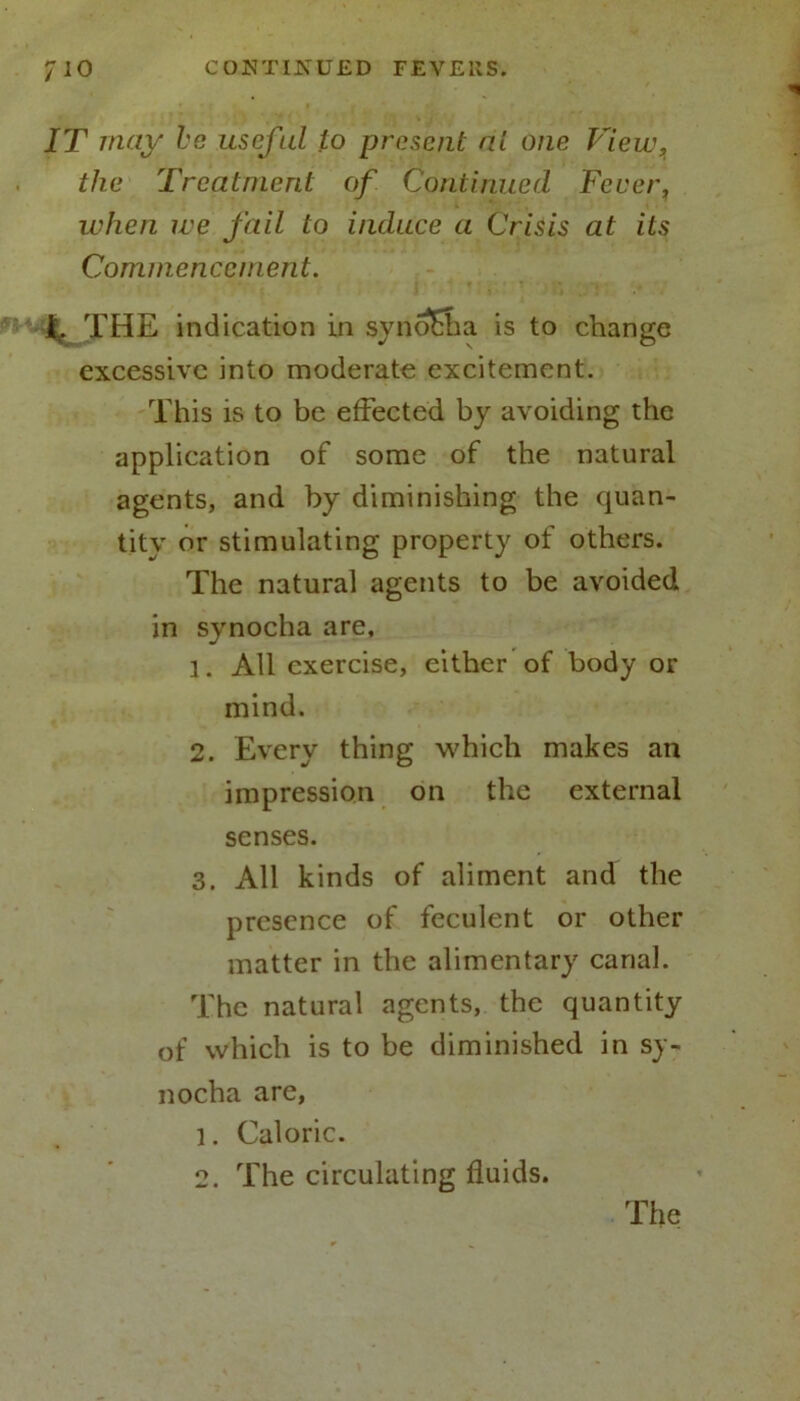 710 CONTINUED FEVERS.
IT may be useful to present at one View,
the Treatment of Continued Fever,
when we fail to induce a Crisis at its
Commencement.
I. THE indication in synocha is to change
excessive into moderate excitement.
This is to be effected by avoiding the
application of some of the natural
agents, and by diminishing the quan-
tity or stimulating property of others.
The natural agents to be avoided
in synocha are,
1. All exercise, either of body or
mind.
2. Every thing which makes an
impression on the external
senses.
3. All kinds of aliment and the
presence of feculent or other
matter in the alimentary canal.
The natural agents, the quantity
of which is to be diminished in sy-
nocha are,
1. Caloric.
2. The circulating fluids.
The